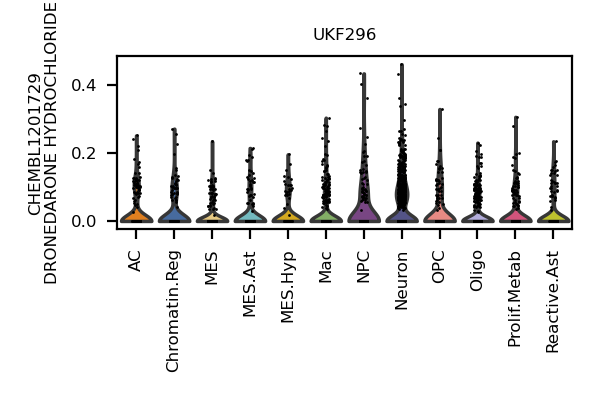 UKF296
CHEMBL1201729
DRONEDARONE HYDROCHLORIDE
0.4
0.2
0.0
AC
Chromatin.Reg
MES
MES.Ast
MES.Hyp
Mac
NPC
Neuron
OPC
Oligo
Prolif.Metab
Reactive.Ast